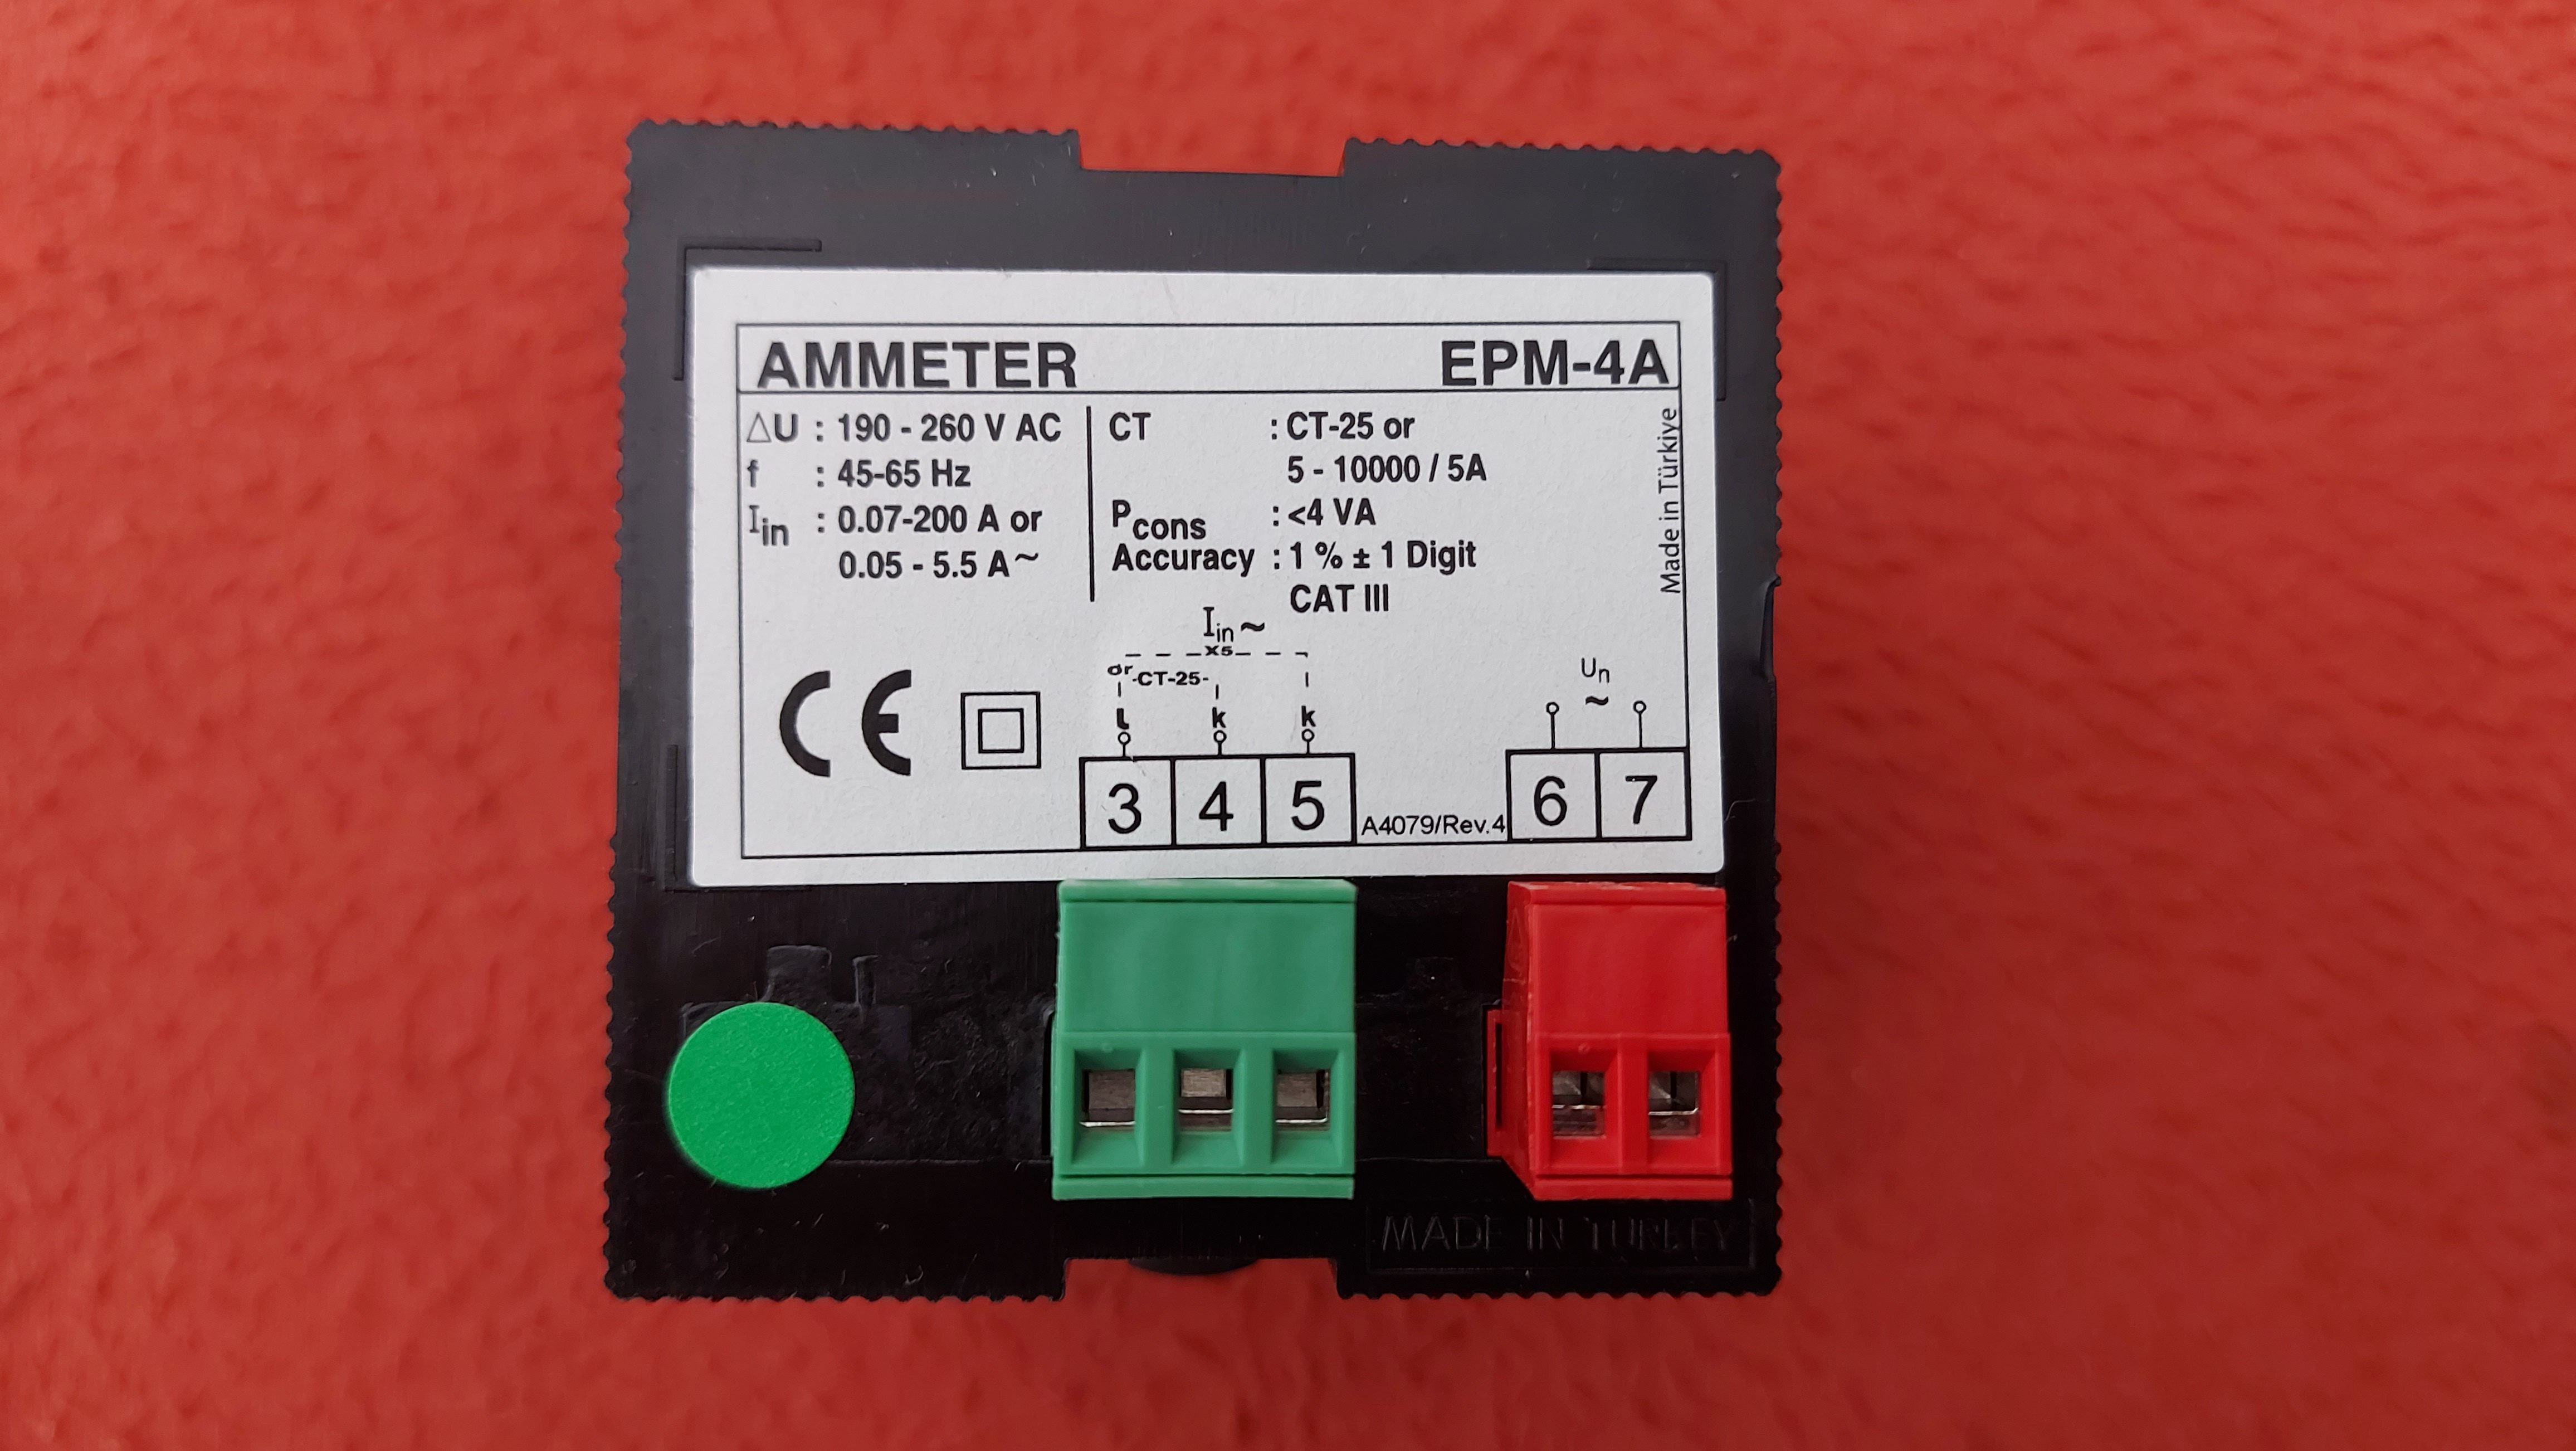 AMMETER EPM-4A
△U : 190 - 260 V AC
f : 45-65 Hz
Iin : 0.07-200 A or
0.05 - 5.5 A~
CT : CT-25 or
5 - 10000 / 5A
Pcons : <4 VA
Accuracy : 1 % ± 1 Digit
CAT III
Made in Türkiye
Iin ~
X5
or CT-25
CE
L k k
Un
~
3 4 5
A4079/Rev.4
6 7
MADE IN TURKEY